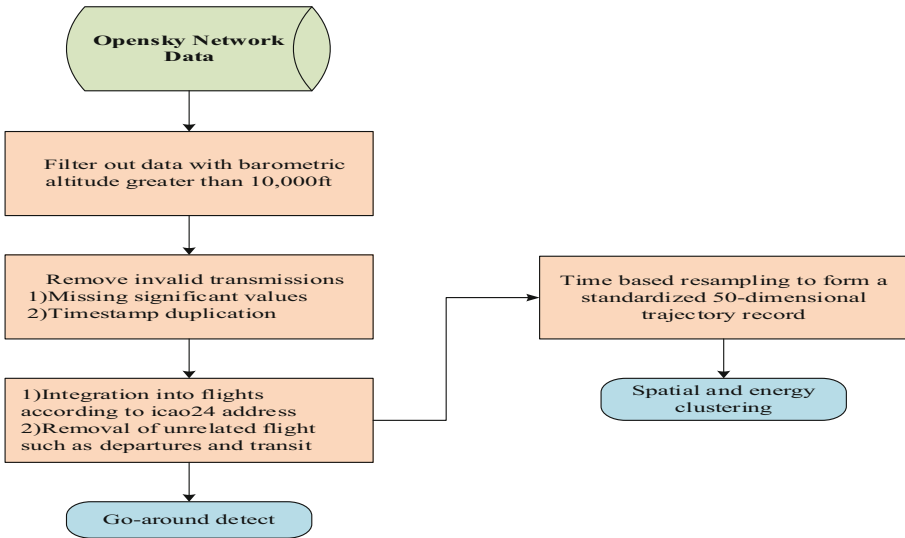 Opensky Network
Data
Filter out data with barometric
altitude greater than 10,000ft
Remove invalid transmissions
1)Missing significant values
2)Timestamp duplication
1)Integration into flights
according to icao24 address
2)Removal of unrelated flight
such as departures and transit
Go-around detect
Time based resampling to form a
standardized 50-dimensional
trajectory record
Spatial and energy
clustering